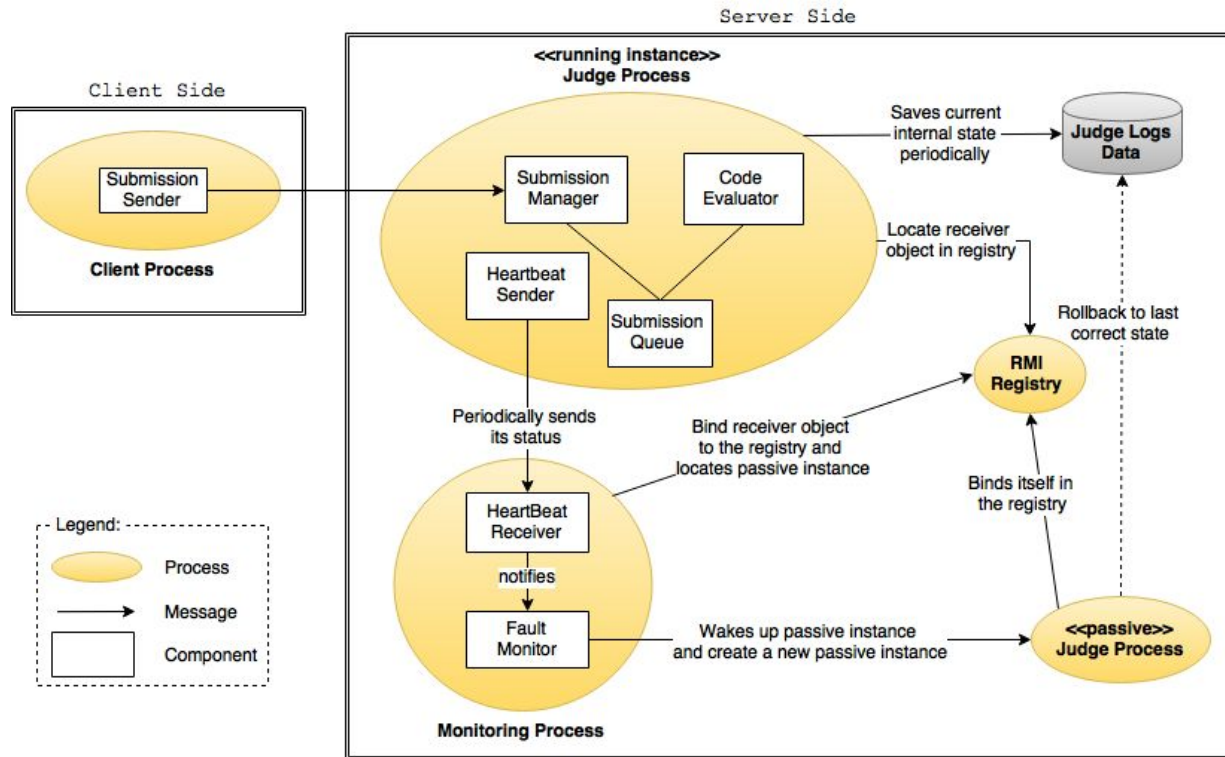 Server Side
<<running instance>>
Judge Process
Client Side
Submission
Sender
Client Process
Submission
Manager
Code
Evaluator
Heartbeat
Sender
Submission
Queue
Saves current
internal state
periodically
Judge Logs
Data
Locate receiver
object in registry
Rollback to last
correct state
RMI
Registry
Periodically sends
its status
Bind receiver object
to the registry and
locates passive instance
Binds itself in
the registry
HeartBeat
Receiver
notifies
Fault
Monitor
Wakes up passive instance
and create a new passive instance
<<passive>>
Judge Process
Monitoring Process
Legend:
Process
Message
Component